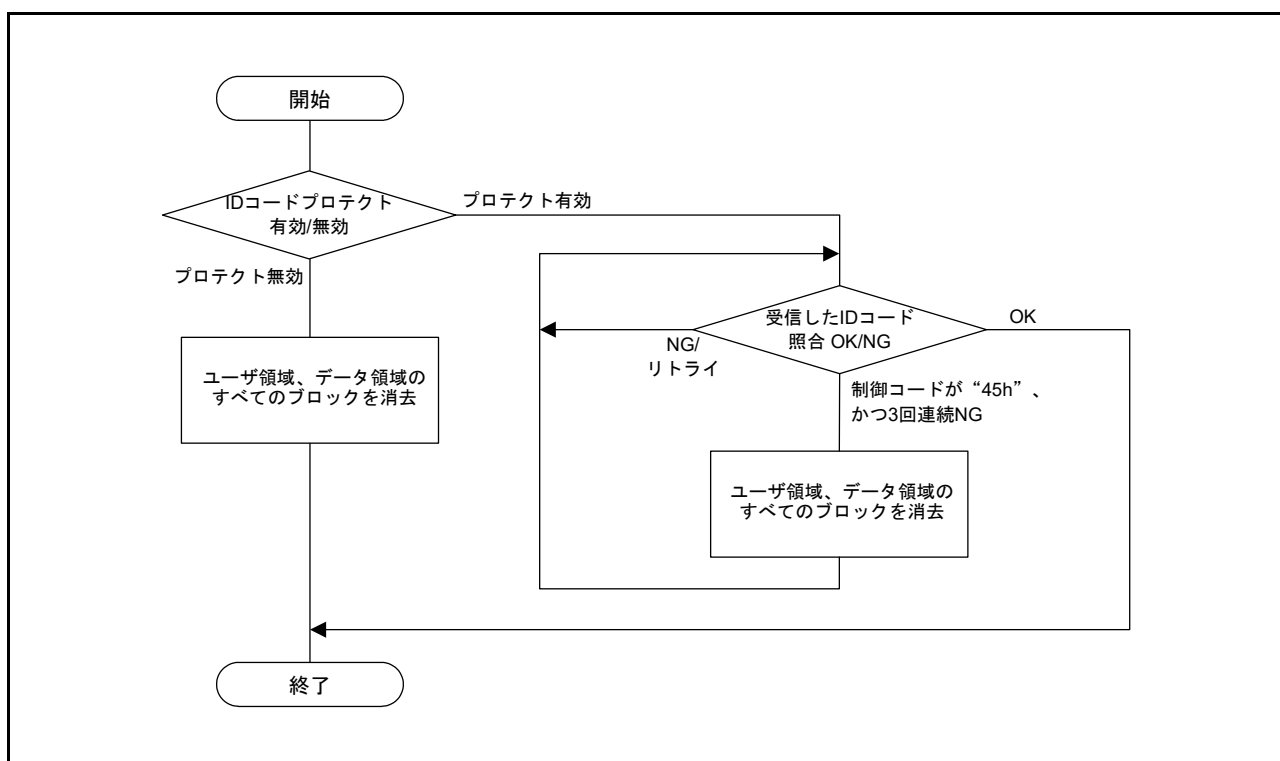 開始
IDコードプロテクト
有効/無効
プロテクト有効
プロテクト無効
ユーザ領域、データ領域の
すべてのブロックを消去
受信したIDコード
照合 OK/NG
OK
NG/
リトライ
制御コードが“45h”、
かつ3回連続NG
ユーザ領域、データ領域の
すべてのブロックを消去
終了